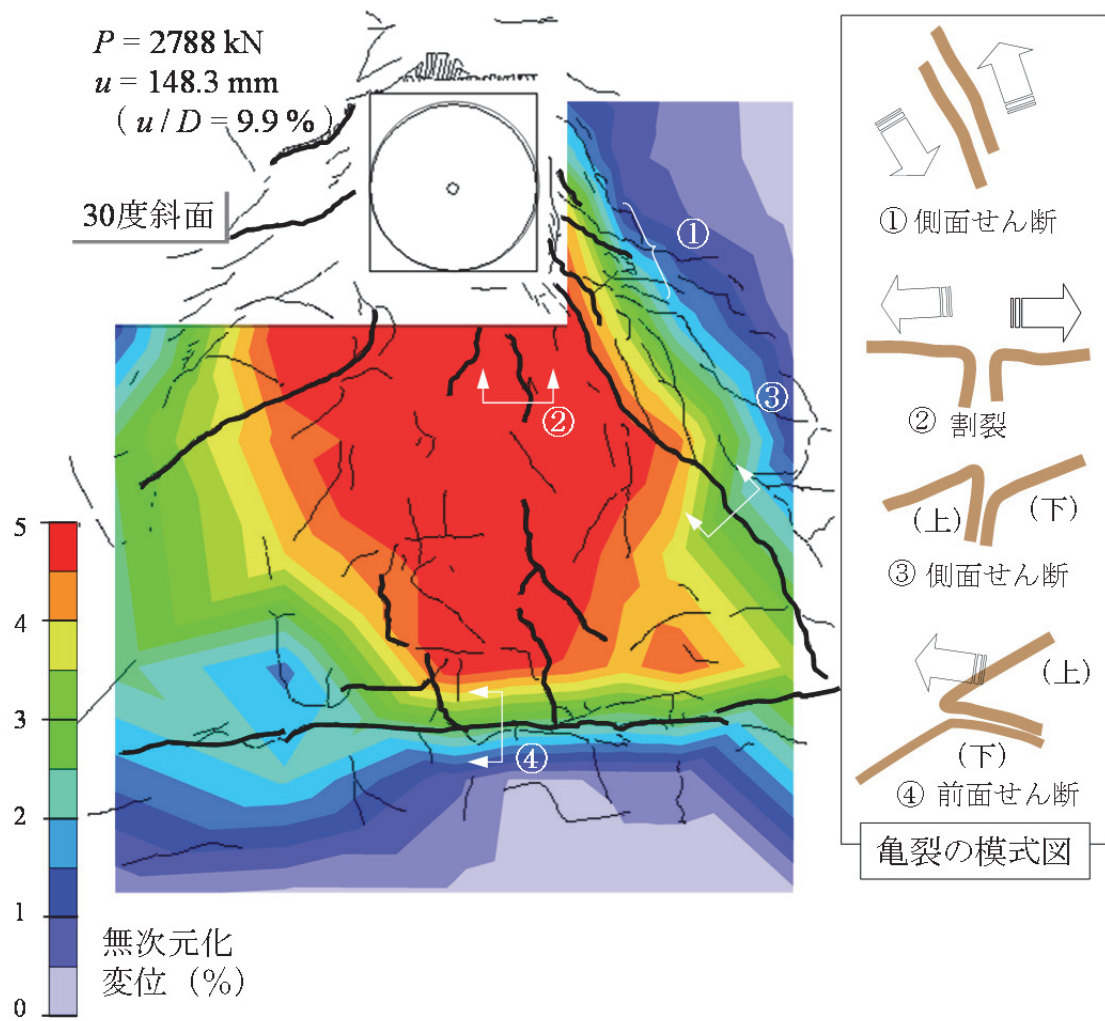 P = 2788 kN
u = 148.3 mm
( u / D = 9.9 % )
30度斜面
①
②
③
④
5
4
3
2
1
0
無次元化
変位 (%)
① 側面せん断
② 割裂
(上)
(下)
③ 側面せん断
(上)
(下)
④ 前面せん断
亀裂の模式図